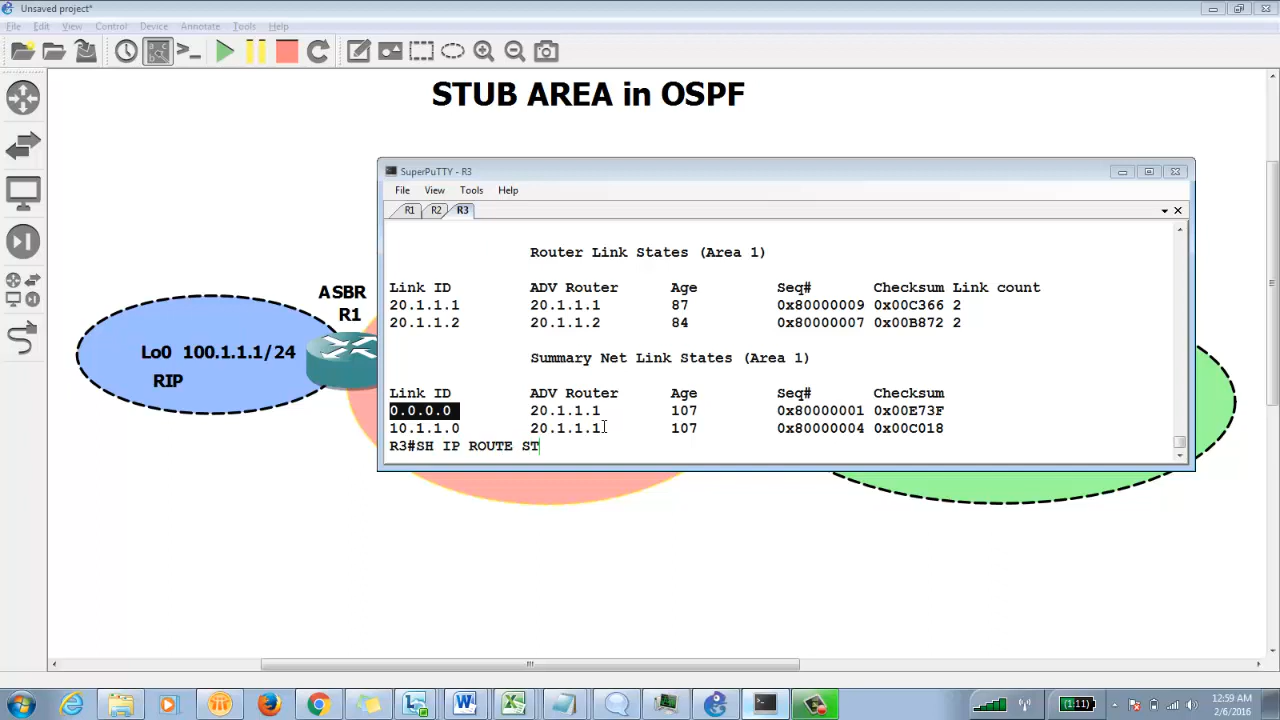 Unsaved project*
File Edit View Control Device Annotate Tools Help
STUB AREA in OSPF
SuperPuTTY - R3
File View Tools Help
R1 R2 R3
Router Link States (Area 1)
Link ID ADV Router Age Seq# Checksum Link count
20.1.1.1 20.1.1.1 87 0x80000009 0x00C366 2
20.1.1.2 20.1.1.2 84 0x80000007 0x00B872 2
Summary Net Link States (Area 1)
Link ID ADV Router Age Seq# Checksum
0.0.0.0 20.1.1.1 107 0x80000001 0x00E73F
10.1.1.0 20.1.1.1 107 0x80000004 0x00C018
R3#SH IP ROUTE ST
ASBR
R1
Lo0 100.1.1.1/24
RIP
(1:11)
12:59 AM
2/6/2016